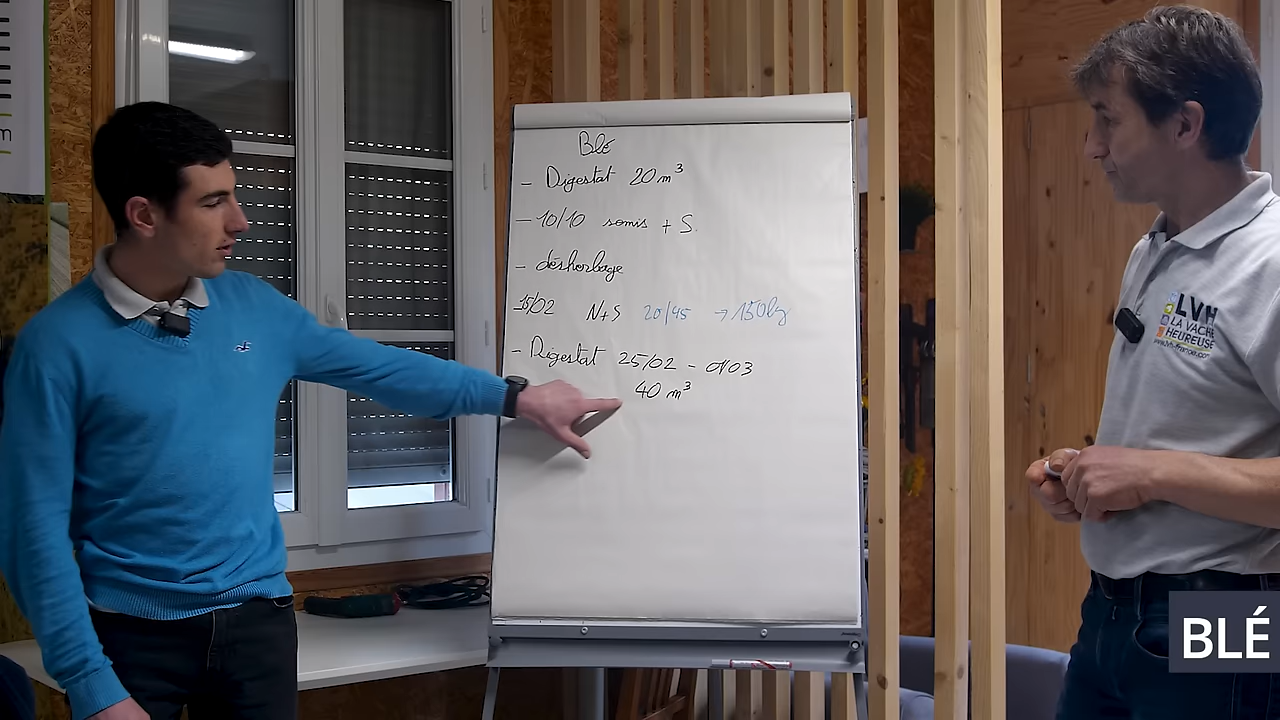 Blé
- Digestat 20 m³
- 10/10 semis + S.
- désherbage
- 15/02 N+S 20/45 → 150kg
- Digestat 25/02 - 01/03
40 m³
LVH
LA VACHE
HEUREUSE
BLÉ